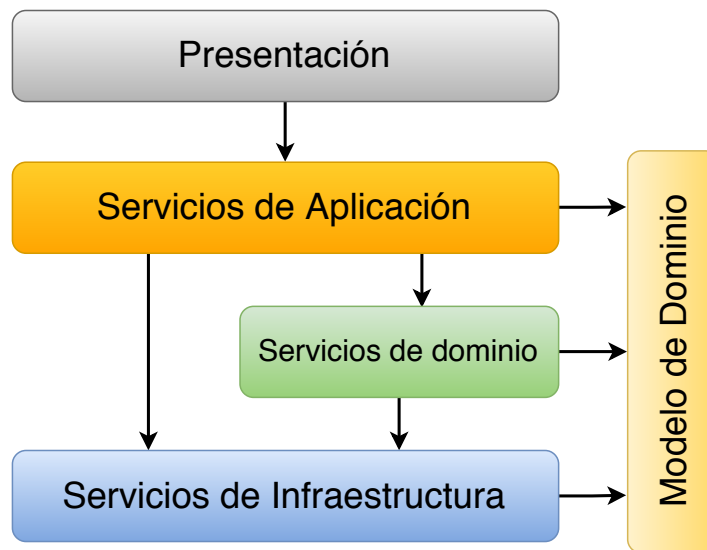 Presentación
Servicios de Aplicación
Servicios de dominio
Servicios de Infraestructura
Modelo de Dominio